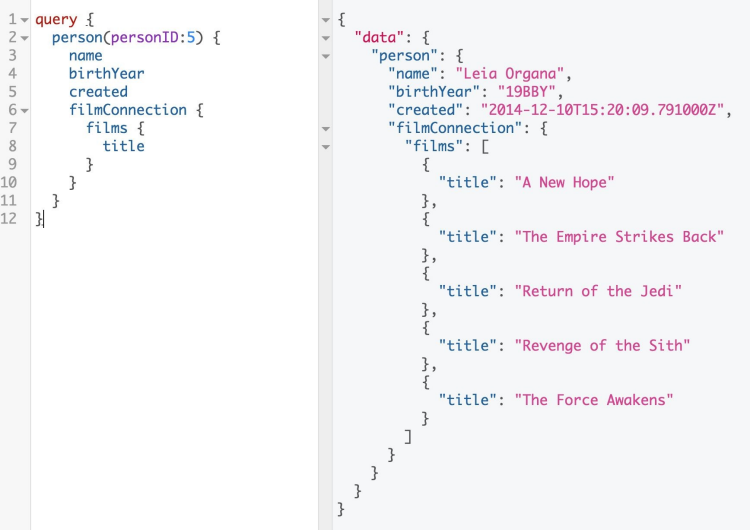 1 query {
2 person(personID:5) {
3 name
4 birthYear
5 created
6 filmConnection {
7 films {
8 title
9 }
10 }
11 }
12 }
{
"data": {
"person": {
"name": "Leia Organa",
"birthYear": "19BBY",
"created": "2014-12-10T15:20:09.791000Z",
"filmConnection": {
"films": [
{
"title": "A New Hope"
},
{
"title": "The Empire Strikes Back"
},
{
"title": "Return of the Jedi"
},
{
"title": "Revenge of the Sith"
},
{
"title": "The Force Awakens"
}
]
}
}
}
}